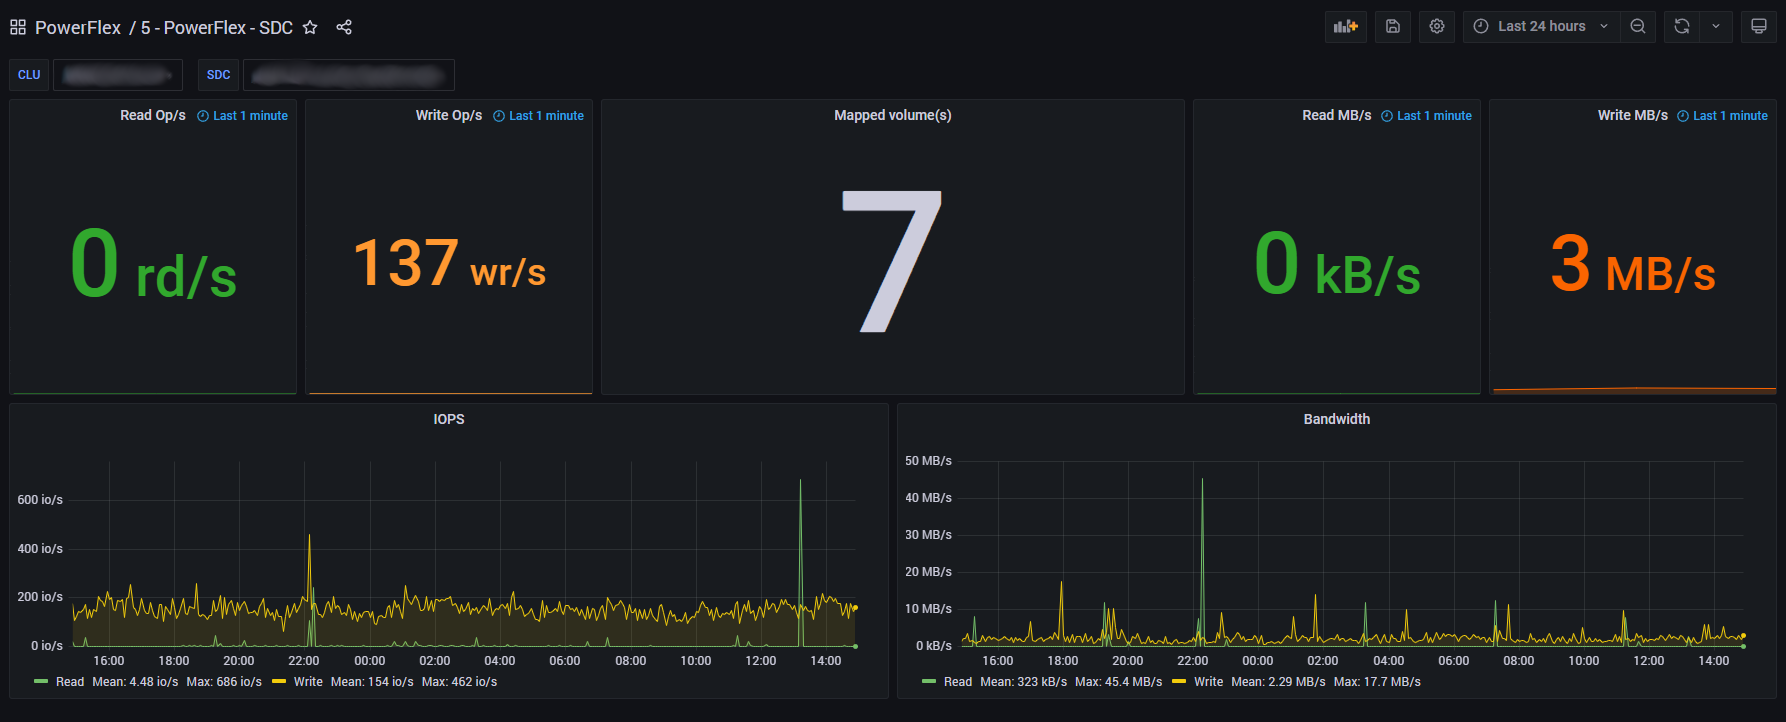 PowerFlex / 5 - PowerFlex - SDC
Last 24 hours
CLU
SDC
Read Op/s Last 1 minute
0 rd/s
Write Op/s Last 1 minute
137 wr/s
Mapped volume(s)
7
Read MB/s Last 1 minute
0 kB/s
Write MB/s Last 1 minute
3 MB/s
IOPS
600 io/s
400 io/s
200 io/s
0 io/s
16:00 18:00 20:00 22:00 00:00 02:00 04:00 06:00 08:00 10:00 12:00 14:00
Read Mean: 4.48 io/s Max: 686 io/s Write Mean: 154 io/s Max: 462 io/s
Bandwidth
50 MB/s
40 MB/s
30 MB/s
20 MB/s
10 MB/s
0 kB/s
16:00 18:00 20:00 22:00 00:00 02:00 04:00 06:00 08:00 10:00 12:00 14:00
Read Mean: 323 kB/s Max: 45.4 MB/s Write Mean: 2.29 MB/s Max: 17.7 MB/s